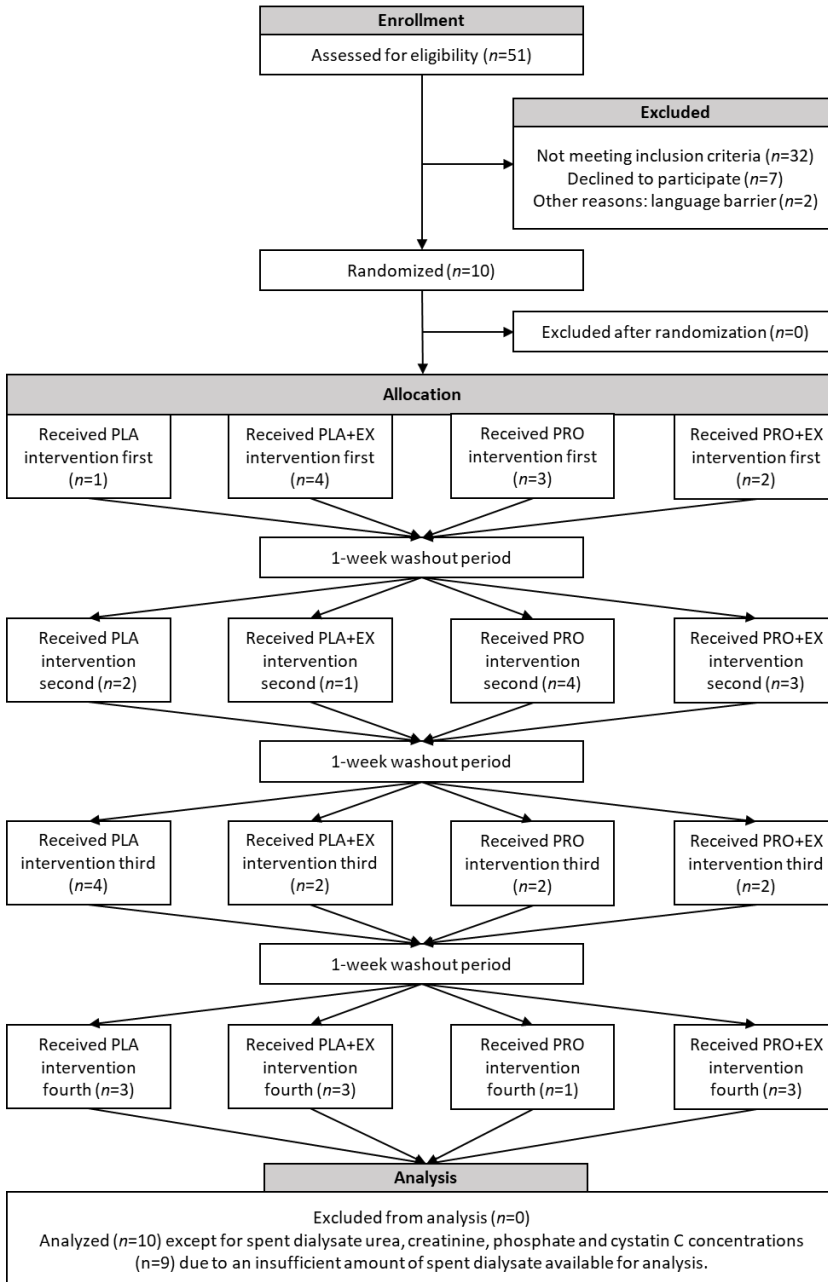 Enrollment
Assessed for eligibility (n=51)
Excluded
Not meeting inclusion criteria (n=32)
Declined to participate (n=7)
Other reasons: language barrier (n=2)
Randomized (n=10)
Excluded after randomization (n=0)
Allocation
Received PLA
intervention first
(n=1)
Received PLA+EX
intervention first
(n=4)
Received PRO
intervention first
(n=3)
Received PRO+EX
intervention first
(n=2)
1-week washout period
Received PLA
intervention
second (n=2)
Received PLA+EX
intervention
second (n=1)
Received PRO
intervention
second (n=4)
Received PRO+EX
intervention
second (n=3)
1-week washout period
Received PLA
intervention third
(n=4)
Received PLA+EX
intervention third
(n=2)
Received PRO
intervention third
(n=2)
Received PRO+EX
intervention third
(n=2)
1-week washout period
Received PLA
intervention
fourth (n=3)
Received PLA+EX
intervention
fourth (n=3)
Received PRO
intervention
fourth (n=1)
Received PRO+EX
intervention
fourth (n=3)
Analysis
Excluded from analysis (n=0)
Analyzed (n=10) except for spent dialysate urea, creatinine, phosphate and cystatin C concentrations
(n=9) due to an insufficient amount of spent dialysate available for analysis.